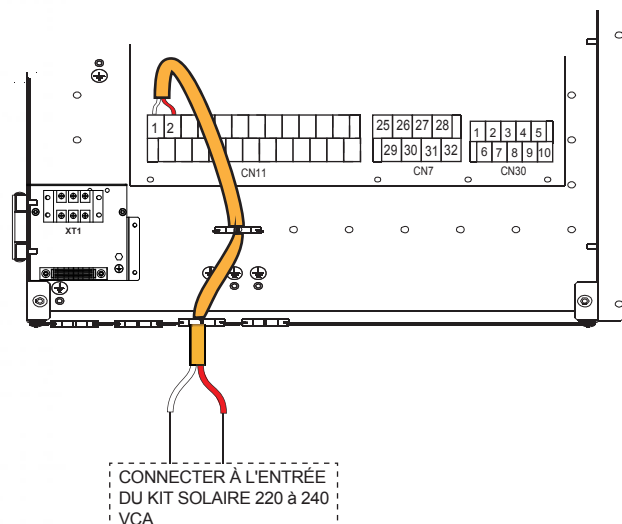 1 2
25 26 27 28
1 2 3 4 5
29 30 31 32
6 7 8 9 10
CN11
CN7
CN30
XT1
CONNECTER À L'ENTRÉE
DU KIT SOLAIRE 220 à 240
VCA